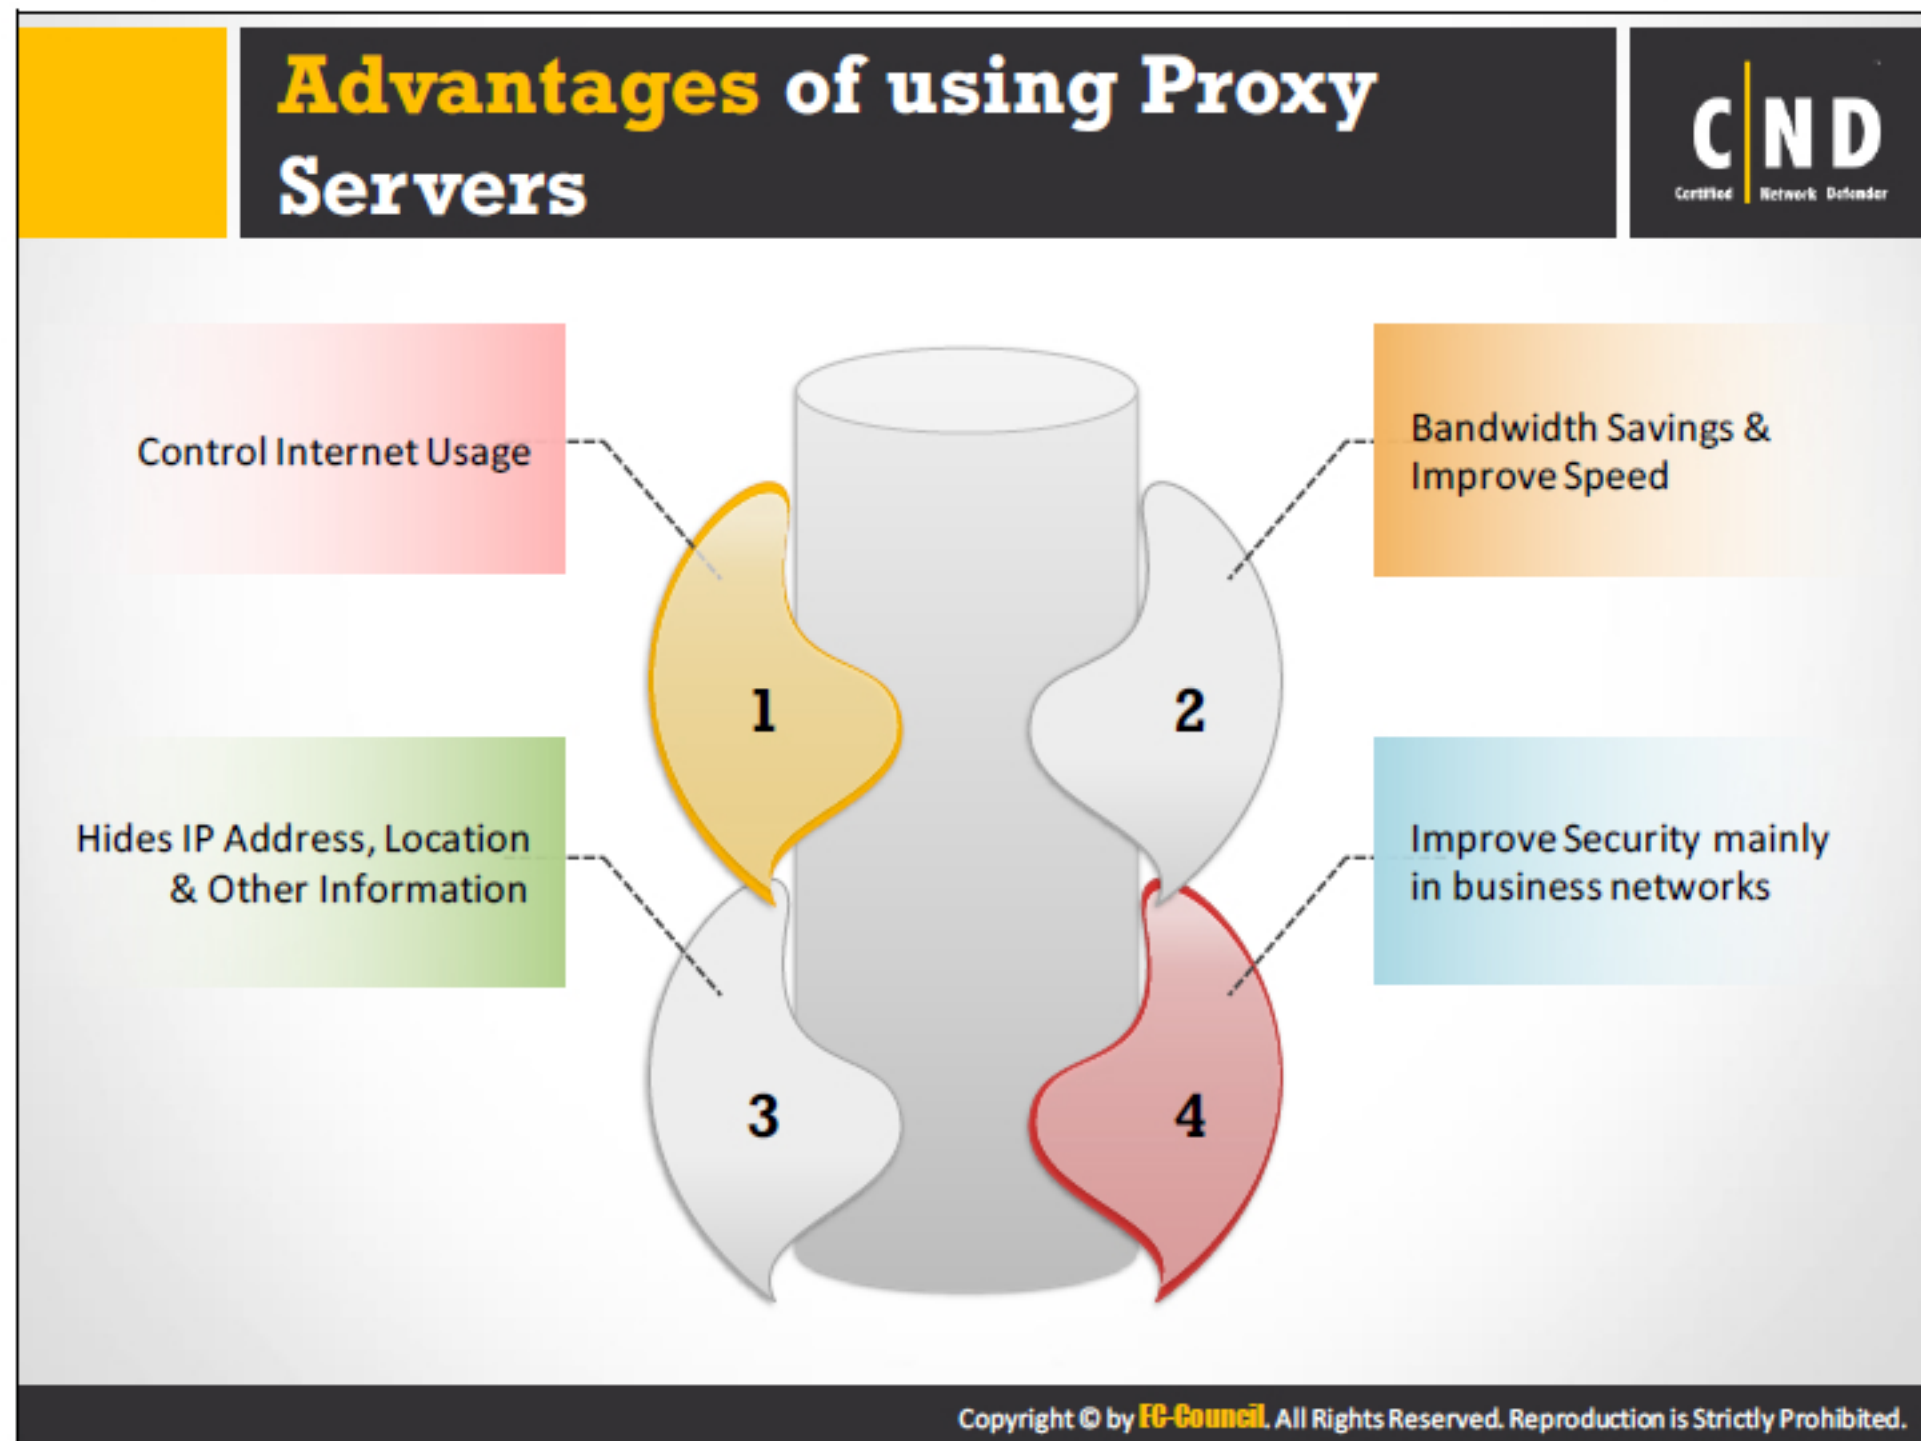 Advantages of using Proxy
Servers
C ND
Certified Network Defender
Control Internet Usage
Bandwidth Savings &
Improve Speed
1
2
Hides IP Address, Location
& Other Information
Improve Security mainly
in business networks
3
4
Copyright © by EC-Council. All Rights Reserved. Reproduction is Strictly Prohibited.